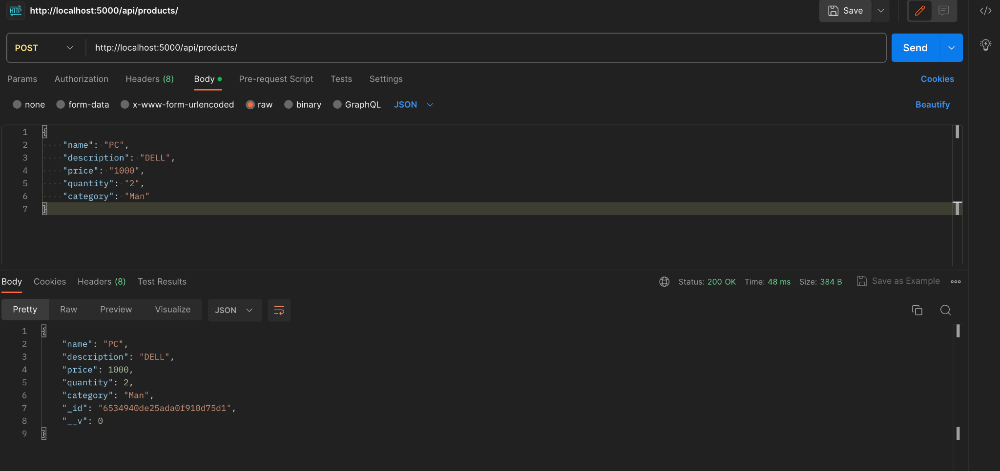 HTTP http://localhost:5000/api/products/ Save
POST http://localhost:5000/api/products/ Send
Params Authorization Headers (8) Body Pre-request Script Tests Settings Cookies
none form-data x-www-form-urlencoded raw binary GraphQL JSON Beautify
1 {
2 "name": "PC",
3 "description": "DELL",
4 "price": "1000",
5 "quantity": "2",
6 "category": "Man"
7 }
Body Cookies Headers (8) Test Results Status: 200 OK Time: 48 ms Size: 384 B Save as Example
Pretty Raw Preview Visualize JSON
1 {
2 "name": "PC",
3 "description": "DELL",
4 "price": 1000,
5 "quantity": 2,
6 "category": "Man",
7 "_id": "6534940de25ada0f910d75d1",
8 "__v": 0
9 }